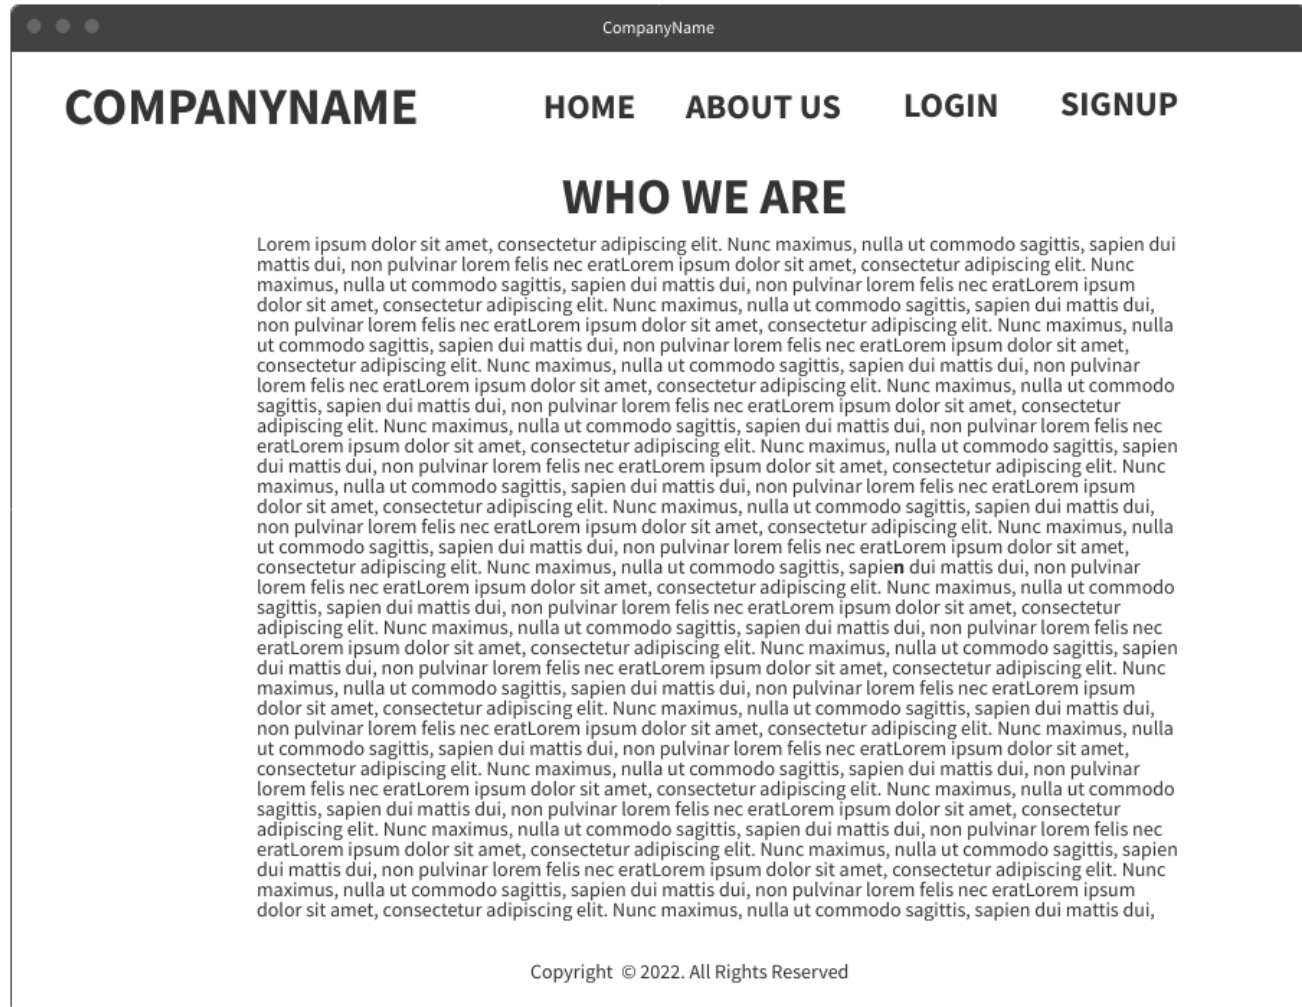 CompanyName
COMPANYNAME HOME ABOUT US LOGIN SIGNUP
WHO WE ARE
Lorem ipsum dolor sit amet, consectetur adipiscing elit. Nunc maximus, nulla ut commodo sagittis, sapien dui
mattis dui, non pulvinar lorem felis nec eratLorem ipsum dolor sit amet, consectetur adipiscing elit. Nunc
maximus, nulla ut commodo sagittis, sapien dui mattis dui, non pulvinar lorem felis nec eratLorem ipsum
dolor sit amet, consectetur adipiscing elit. Nunc maximus, nulla ut commodo sagittis, sapien dui mattis dui,
non pulvinar lorem felis nec eratLorem ipsum dolor sit amet, consectetur adipiscing elit. Nunc maximus, nulla
ut commodo sagittis, sapien dui mattis dui, non pulvinar lorem felis nec eratLorem ipsum dolor sit amet,
consectetur adipiscing elit. Nunc maximus, nulla ut commodo sagittis, sapien dui mattis dui, non pulvinar
lorem felis nec eratLorem ipsum dolor sit amet, consectetur adipiscing elit. Nunc maximus, nulla ut commodo
sagittis, sapien dui mattis dui, non pulvinar lorem felis nec eratLorem ipsum dolor sit amet, consectetur
adipiscing elit. Nunc maximus, nulla ut commodo sagittis, sapien dui mattis dui, non pulvinar lorem felis nec
eratLorem ipsum dolor sit amet, consectetur adipiscing elit. Nunc maximus, nulla ut commodo sagittis, sapien
dui mattis dui, non pulvinar lorem felis nec eratLorem ipsum dolor sit amet, consectetur adipiscing elit. Nunc
maximus, nulla ut commodo sagittis, sapien dui mattis dui, non pulvinar lorem felis nec eratLorem ipsum
dolor sit amet, consectetur adipiscing elit. Nunc maximus, nulla ut commodo sagittis, sapien dui mattis dui,
non pulvinar lorem felis nec eratLorem ipsum dolor sit amet, consectetur adipiscing elit. Nunc maximus, nulla
ut commodo sagittis, sapien dui mattis dui, non pulvinar lorem felis nec eratLorem ipsum dolor sit amet,
consectetur adipiscing elit. Nunc maximus, nulla ut commodo sagittis, sapien dui mattis dui, non pulvinar
lorem felis nec eratLorem ipsum dolor sit amet, consectetur adipiscing elit. Nunc maximus, nulla ut commodo
sagittis, sapien dui mattis dui, non pulvinar lorem felis nec eratLorem ipsum dolor sit amet, consectetur
adipiscing elit. Nunc maximus, nulla ut commodo sagittis, sapien dui mattis dui, non pulvinar lorem felis nec
eratLorem ipsum dolor sit amet, consectetur adipiscing elit. Nunc maximus, nulla ut commodo sagittis, sapien
dui mattis dui, non pulvinar lorem felis nec eratLorem ipsum dolor sit amet, consectetur adipiscing elit. Nunc
maximus, nulla ut commodo sagittis, sapien dui mattis dui, non pulvinar lorem felis nec eratLorem ipsum
dolor sit amet, consectetur adipiscing elit. Nunc maximus, nulla ut commodo sagittis, sapien dui mattis dui,
non pulvinar lorem felis nec eratLorem ipsum dolor sit amet, consectetur adipiscing elit. Nunc maximus, nulla
ut commodo sagittis, sapien dui mattis dui, non pulvinar lorem felis nec eratLorem ipsum dolor sit amet,
consectetur adipiscing elit. Nunc maximus, nulla ut commodo sagittis, sapien dui mattis dui, non pulvinar
lorem felis nec eratLorem ipsum dolor sit amet, consectetur adipiscing elit. Nunc maximus, nulla ut commodo
sagittis, sapien dui mattis dui, non pulvinar lorem felis nec eratLorem ipsum dolor sit amet, consectetur
adipiscing elit. Nunc maximus, nulla ut commodo sagittis, sapien dui mattis dui, non pulvinar lorem felis nec
eratLorem ipsum dolor sit amet, consectetur adipiscing elit. Nunc maximus, nulla ut commodo sagittis, sapien
dui mattis dui, non pulvinar lorem felis nec eratLorem ipsum dolor sit amet, consectetur adipiscing elit. Nunc
maximus, nulla ut commodo sagittis, sapien dui mattis dui, non pulvinar lorem felis nec eratLorem ipsum
dolor sit amet, consectetur adipiscing elit. Nunc maximus, nulla ut commodo sagittis, sapien dui mattis dui,
Copyright © 2022. All Rights Reserved